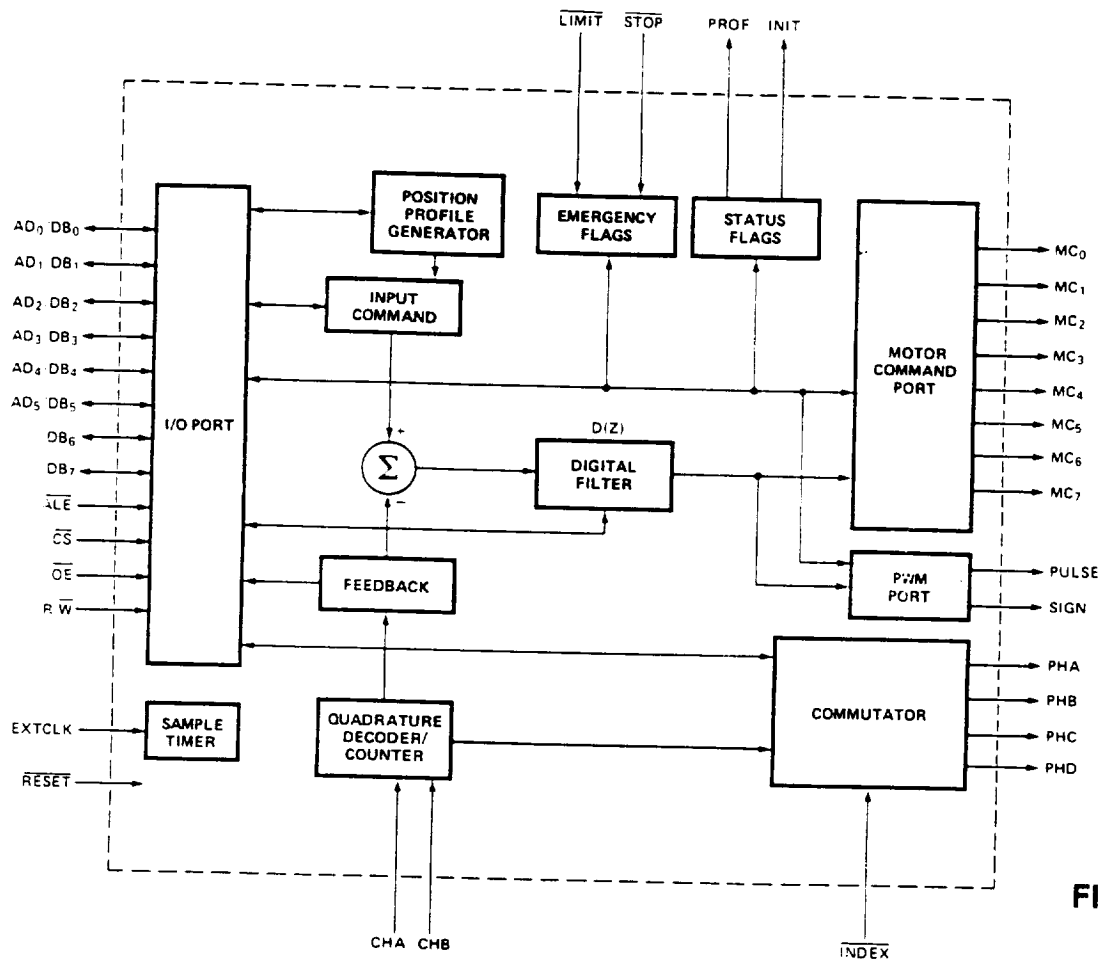 LIMIT STOP PROF INIT
POSITION
PROFILE
GENERATOR
EMERGENCY
FLAGS
STATUS
FLAGS
INPUT
COMMAND
AD0 DB0
AD1 DB1
AD2 DB2
AD3 DB3
AD4 DB4
AD5 DB5
DB6
DB7
ALE
CS
OE
R W
I/O PORT
MOTOR
COMMAND
PORT
MC0
MC1
MC2
MC3
MC4
MC5
MC6
MC7
+
Σ
−
D(Z)
DIGITAL
FILTER
FEEDBACK
PWM
PORT
PULSE
SIGN
COMMUTATOR
PHA
PHB
PHC
PHD
EXTCLK
SAMPLE
TIMER
QUADRATURE
DECODER/
COUNTER
RESET
CHA CHB
INDEX
FI